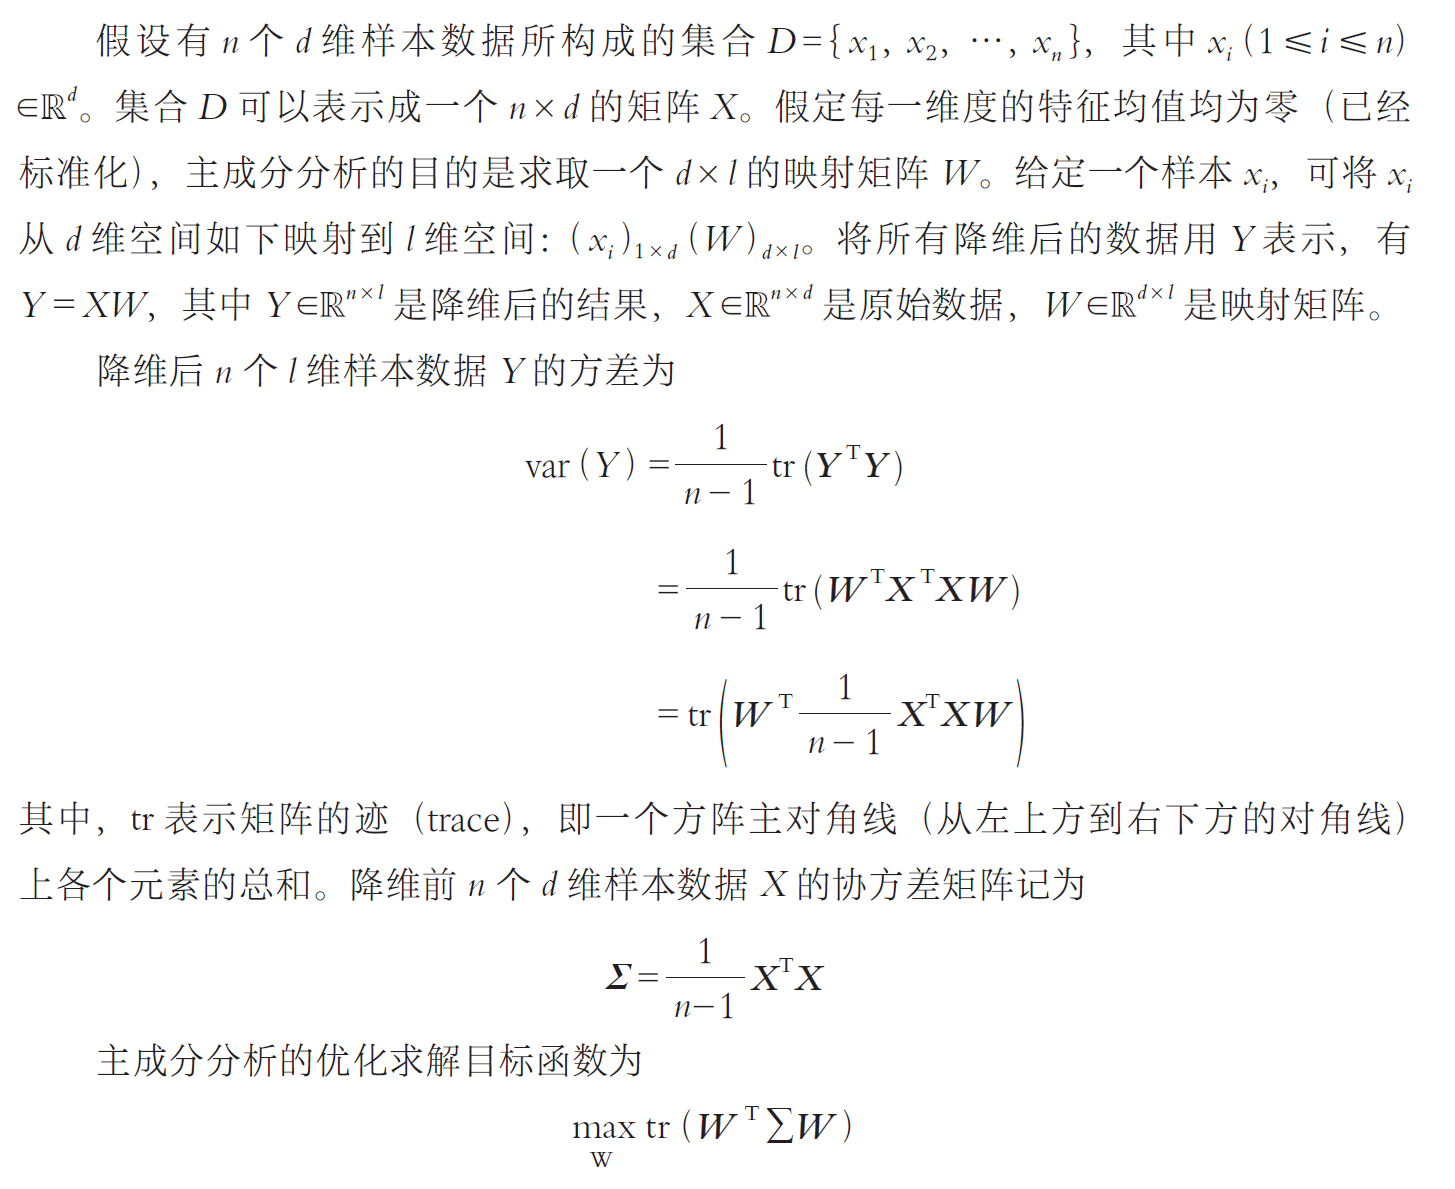 假设有 n 个 d 维样本数据所构成的集合 D={x₁, x₂, ⋯, xₙ}，其中 xᵢ(1⩽i⩽n)
∈ℝᵈ。集合 D 可以表示成一个 n×d 的矩阵 X。假定每一维度的特征均值均为零（已经
标准化），主成分分析的目的是求取一个 d×l 的映射矩阵 W。给定一个样本 xᵢ，可将 xᵢ
从 d 维空间如下映射到 l 维空间：(xᵢ)_{1×d}(W)_{d×l}。将所有降维后的数据用 Y 表示，有
Y=XW，其中 Y∈ℝ^{n×l} 是降维后的结果，X∈ℝ^{n×d} 是原始数据，W∈ℝ^{d×l} 是映射矩阵。
降维后 n 个 l 维样本数据 Y 的方差为
var(Y) = \frac{1}{n-1} tr(YᵀY)
= \frac{1}{n-1} tr(WᵀXᵀXW)
= tr(Wᵀ \frac{1}{n-1} XᵀXW)
其中，tr 表示矩阵的迹（trace），即一个方阵主对角线（从左上方到右下方的对角线）
上各个元素的总和。降维前 n 个 d 维样本数据 X 的协方差矩阵记为
Σ = \frac{1}{n-1} XᵀX
主成分分析的优化求解目标函数为
max_W tr(Wᵀ∑W)